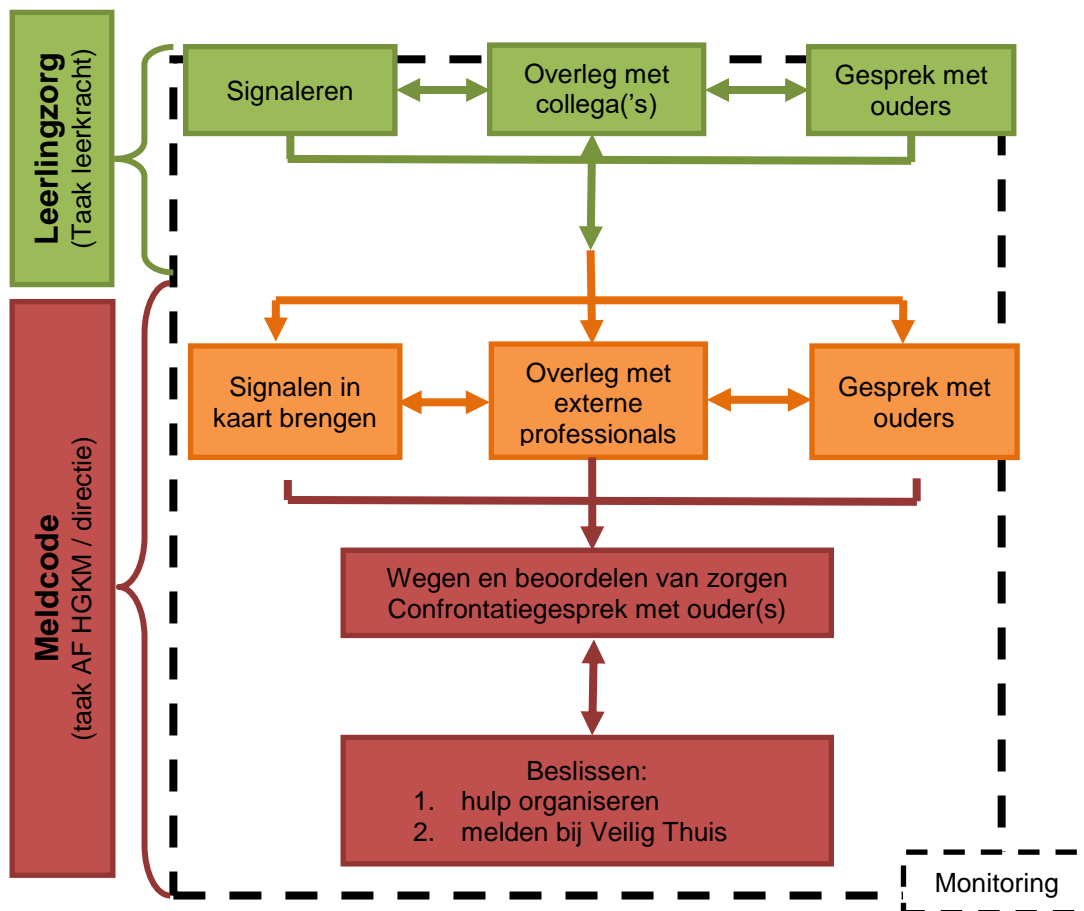 Leerlingzorg
(Taak leerkracht)
Signaleren
Overleg met
collega('s)
Gesprek met
ouders
Meldcode
(taak AF HGKM / directie)
Signalen in
kaart brengen
Overleg met
externe
professionals
Gesprek met
ouders
Wegen en beoordelen van zorgen
Confrontatiegesprek met ouder(s)
Beslissen:
1. hulp organiseren
2. melden bij Veilig Thuis
Monitoring